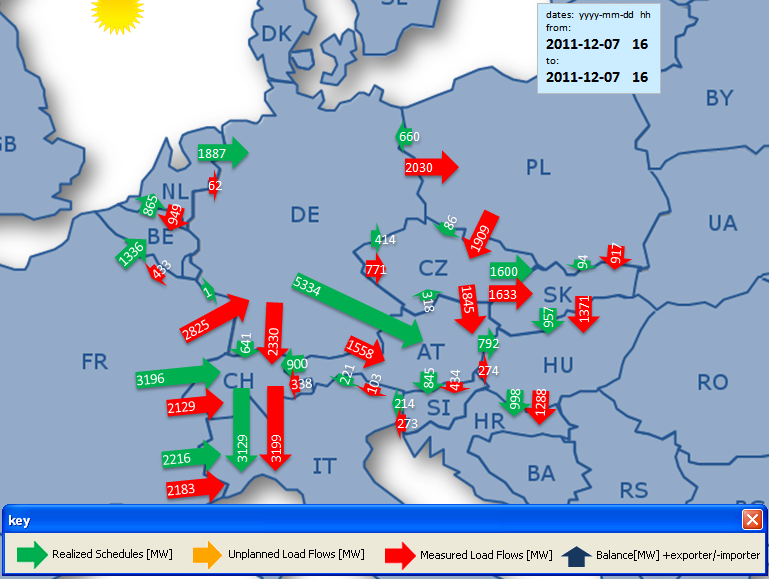 dates: yyyy-mm-dd hh
from:
2011-12-07 16
to:
2011-12-07 16
DK
SE
BY
GB
660
1887
2030
PL
NL
62
865
949
DE
86
UA
BE
414
1909
1336
433
771
CZ
94
917
1600
1
5334
318
1845
1633
SK
2825
957
1371
641
2330
1558
792
FR
900
AT
HU
3196
CH
338
221
103
845
434
274
RO
2129
214
SI
998
1288
273
HR
3129
3199
2216
IT
BA
2183
RS
key
Realized Schedules [MW]
Unplanned Load Flows [MW]
Measured Load Flows [MW]
Balance[MW] +exporter/-importer